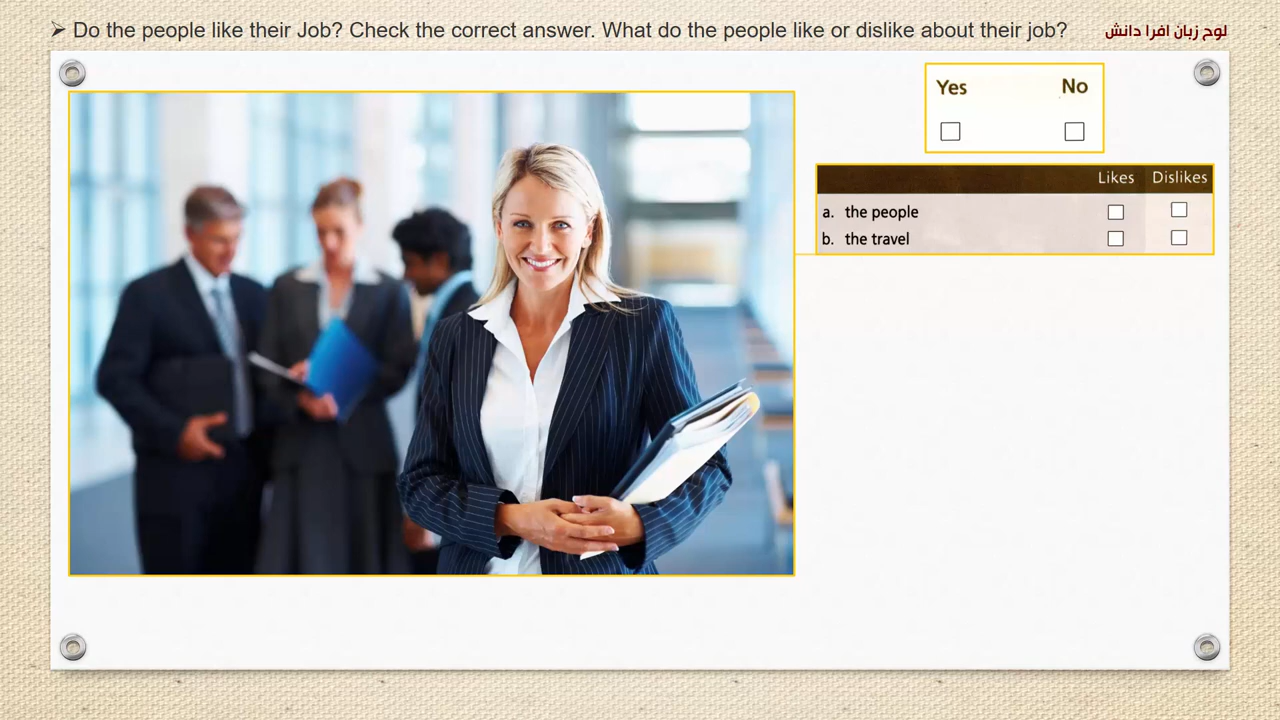 ➢ Do the people like their Job? Check the correct answer. What do the people like or dislike about their job?
لوح زبان افرا دانش
Yes No
Likes Dislikes
a. the people
b. the travel